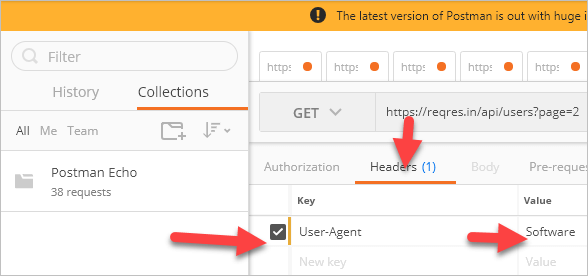 The latest version of Postman is out with huge i
Filter
History
Collections
All Me Team
Postman Echo
38 requests
https
https
https
https
https
GET
https://reqres.in/api/users?page=2
Authorization
Headers (1)
Body
Pre-reque
Key
Value
User-Agent
Software
New key
Value